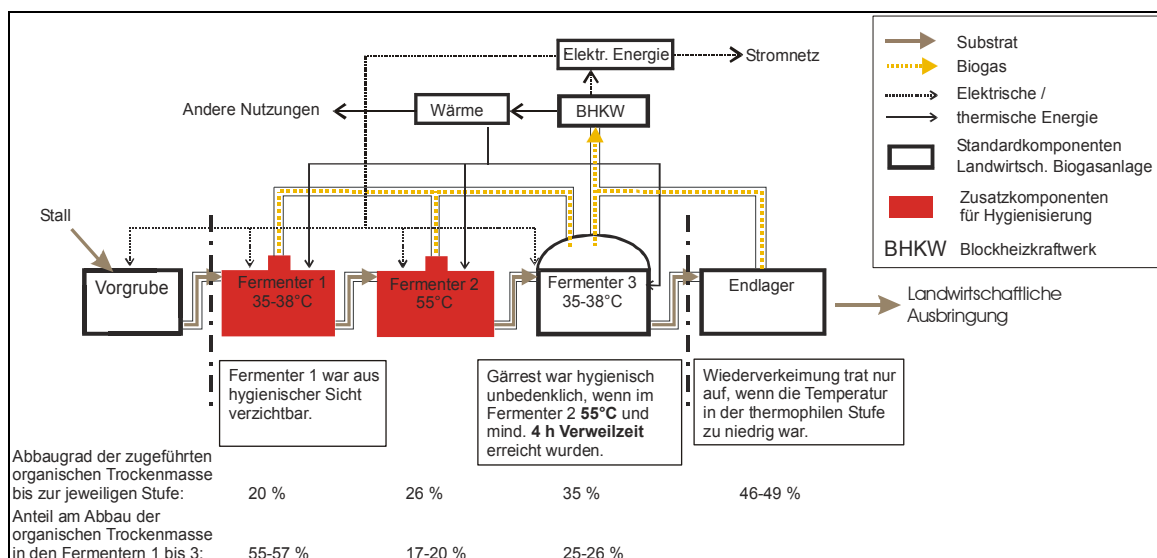 Elektr. Energie
Stromnetz
Andere Nutzungen
Wärme
BHKW
Stall
Vorgrube
Fermenter 1
35-38°C
Fermenter 2
55°C
Fermenter 3
35-38°C
Endlager
Landwirtschaftliche
Ausbringung
Substrat
Biogas
Elektrische /
thermische Energie
Standardkomponenten
Landwirtsch. Biogasanlage
Zusatzkomponenten
für Hygienisierung
BHKW Blockheizkraftwerk
Fermenter 1 war aus
hygienischer Sicht
verzichtbar.
Gärrest war hygienisch
unbedenklich, wenn im
Fermenter 2 55°C und
mind. 4 h Verweilzeit
erreicht wurden.
Wiederverkeimung trat nur
auf, wenn die Temperatur
in der thermophilen Stufe
zu niedrig war.
Abbaugrad der zugeführten
organischen Trockenmasse
bis zur jeweiligen Stufe: 20 % 26 % 35 % 46-49 %
Anteil am Abbau der
organischen Trockenmasse
in den Fermentern 1 bis 3: 55-57 % 17-20 % 25-26 %